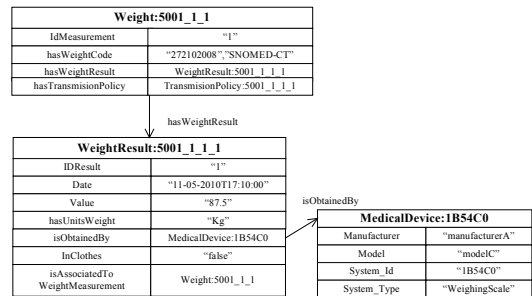 Weight:5001_1_1
IdMeasurement “1”
hasWeightCode “272102008”,”SNOMED-CT”
hasWeightResult WeightResult:5001_1_1_1
hasTransmisionPolicy TransmisionPolicy:5001_1_1_1
hasWeightResult
WeightResult:5001_1_1_1
IDResult “1”
Date “11-05-2010T17:10:00”
Value “87.5”
hasUnitsWeight “Kg”
isObtainedBy MedicalDevice:1B54C0
InClothes “false”
isAssociatedTo
WeightMeasurement Weight:5001_1_1
isObtainedBy
MedicalDevice:1B54C0
Manufacturer “manufacturerA”
Model “modelC”
System_Id “1B54C0”
System_Type “WeighingScale”